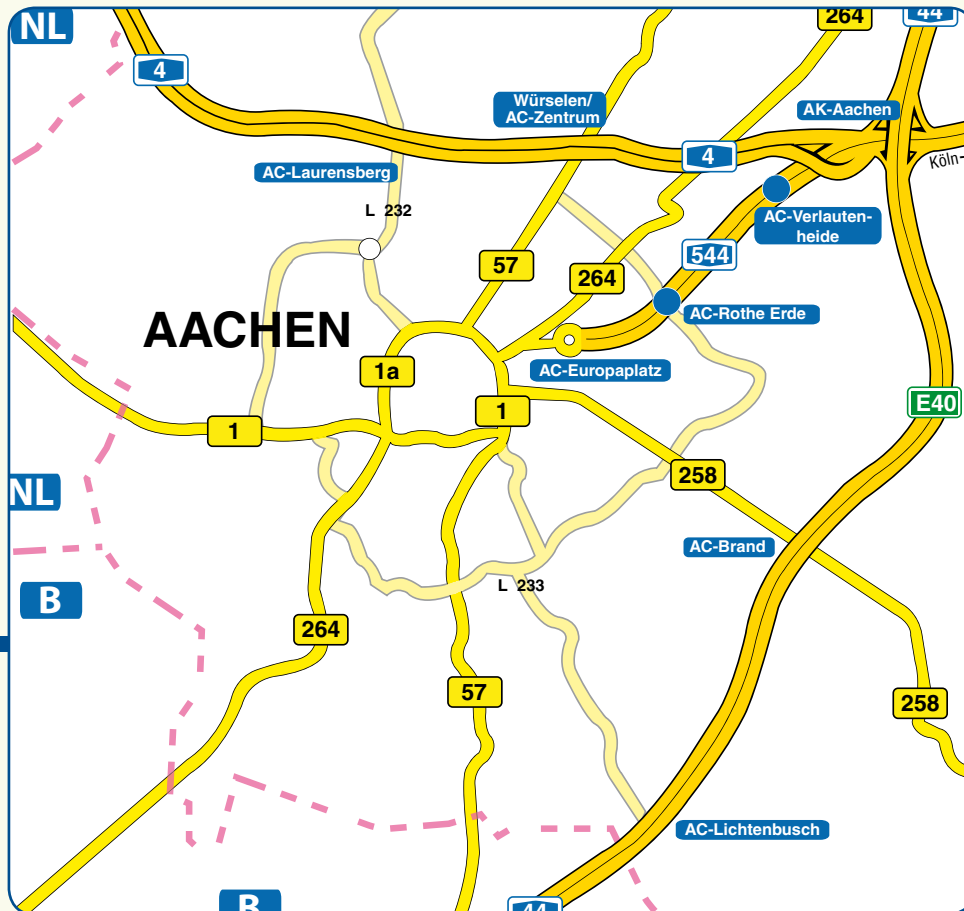 NL
264
44
4
Würselen/
AC-Zentrum
AK-Aachen
4
Köln-
AC-Laurensberg
L 232
AC-Verlauten-
heide
57
264
544
AC-Rothe Erde
AACHEN
1a
AC-Europaplatz
1
E40
1
258
NL
AC-Brand
B
L 233
264
57
258
AC-Lichtenbusch
B
44